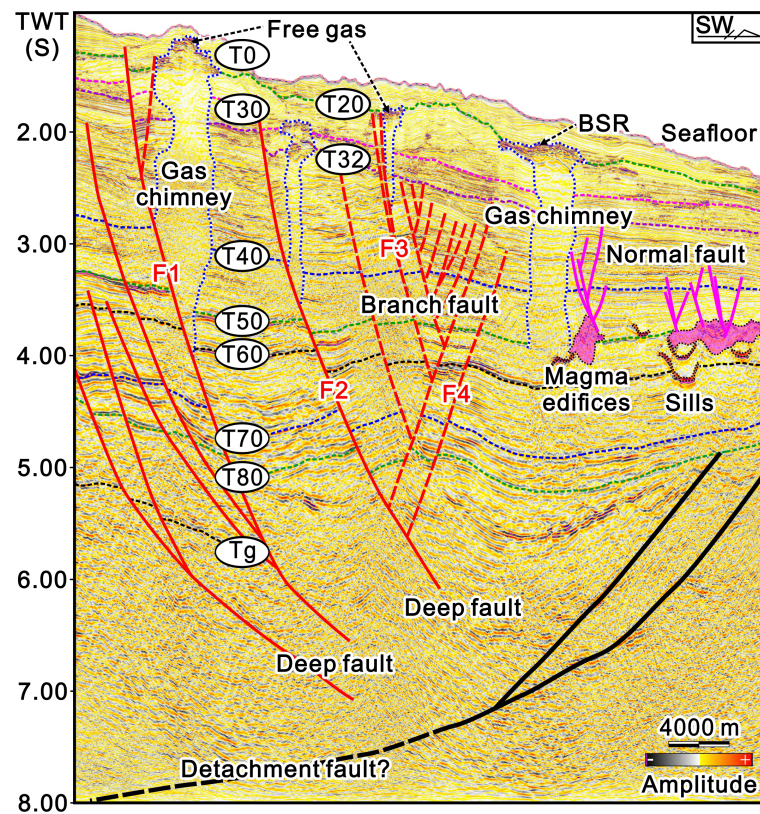 TWT
(S)
Free gas
SW
T0
T30
T20
2.00
BSR
Seafloor
T32
Gas
chimney
Gas chimney
3.00
T40
F3
Normal fault
F1
Branch fault
T50
4.00
T60
Magma
edifices
F2
F4
Sills
T70
5.00
T80
Tg
6.00
Deep fault
Deep fault
7.00
4000 m
Detachment fault?
- +
Amplitude
8.00